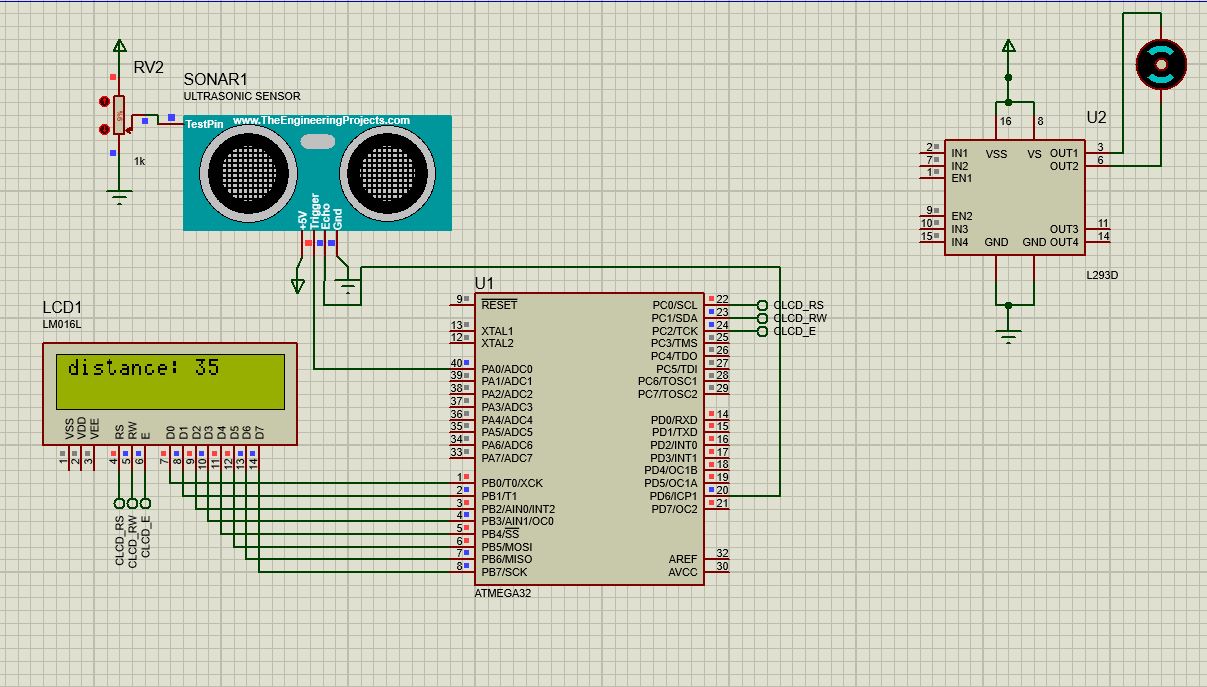 RV2
9%
1k
SONAR1
ULTRASONIC SENSOR
TestPin www.TheEngineeringProjects.com
+5V
Trigger
Echo
Gnd
U2
16 8
2 IN1 VSS VS OUT1 3
7 IN2 OUT2 6
1 EN1
9 EN2
10 IN3 OUT3 11
15 IN4 GND GND OUT4 14
L293D
LCD1
LM016L
distance: 35
VSS VDD VEE RS RW E D0 D1 D2 D3 D4 D5 D6 D7
1 2 3 4 5 6 7 8 9 10 11 12 13 14
CLCD_RS
CLCD_RW
CLCD_E
U1
9 RESET PC0/SCL 22 CLCD_RS
PC1/SDA 23 CLCD_RW
13 XTAL1 PC2/TCK 24 CLCD_E
12 XTAL2 PC3/TMS 25
PC4/TDO 26
40 PA0/ADC0 PC5/TDI 27
39 PA1/ADC1 PC6/TOSC1 28
38 PA2/ADC2 PC7/TOSC2 29
37 PA3/ADC3
36 PA4/ADC4 PD0/RXD 14
35 PA5/ADC5 PD1/TXD 15
34 PA6/ADC6 PD2/INT0 16
33 PA7/ADC7 PD3/INT1 17
PD4/OC1B 18
1 PB0/T0/XCK PD5/OC1A 19
2 PB1/T1 PD6/ICP1 20
3 PB2/AIN0/INT2 PD7/OC2 21
4 PB3/AIN1/OC0
5 PB4/SS
6 PB5/MOSI
7 PB6/MISO AREF 32
8 PB7/SCK AVCC 30
ATMEGA32